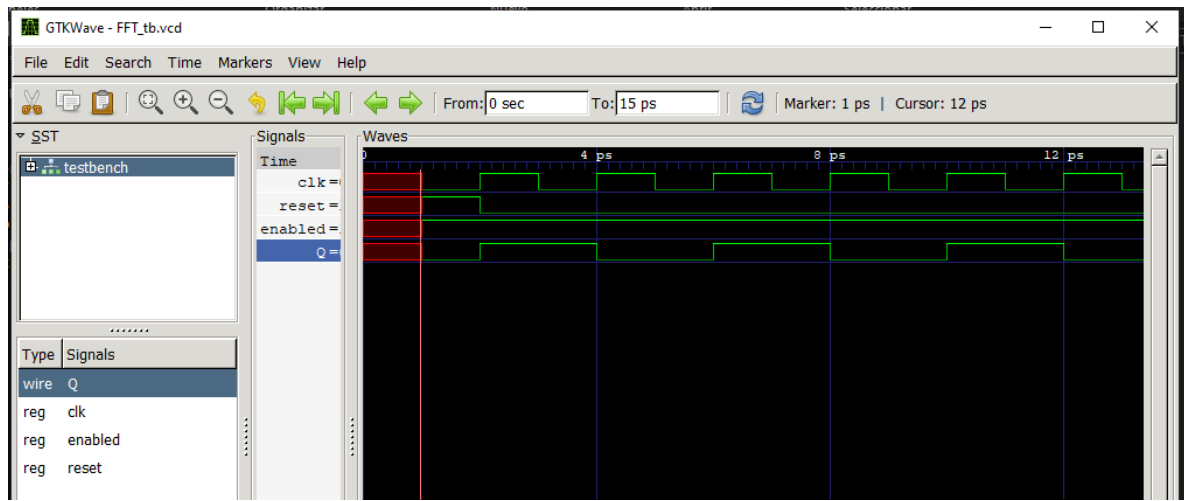 GTKWave - FFT_tb.vcd
File Edit Search Time Markers View Help
From: 0 sec To: 15 ps Marker: 1 ps | Cursor: 12 ps
SST
testbench
Signals
Waves
Time
0 4 ps 8 ps 12 ps
clk =
reset =
enabled =
Q =
Type Signals
wire Q
reg clk
reg enabled
reg reset